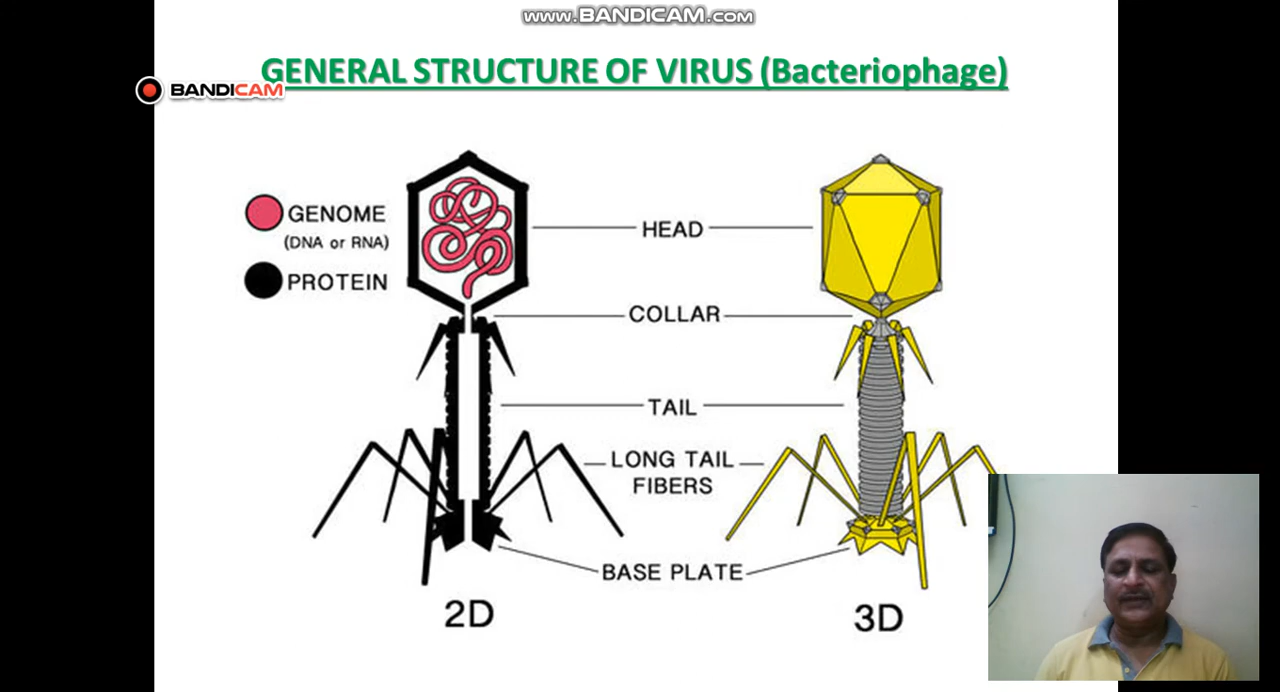 www.BANDICAM.com
GENERAL STRUCTURE OF VIRUS (Bacteriophage)
BANDICAM
GENOME
(DNA or RNA)
PROTEIN
HEAD
COLLAR
TAIL
LONG TAIL
FIBERS
BASE PLATE
2D
3D